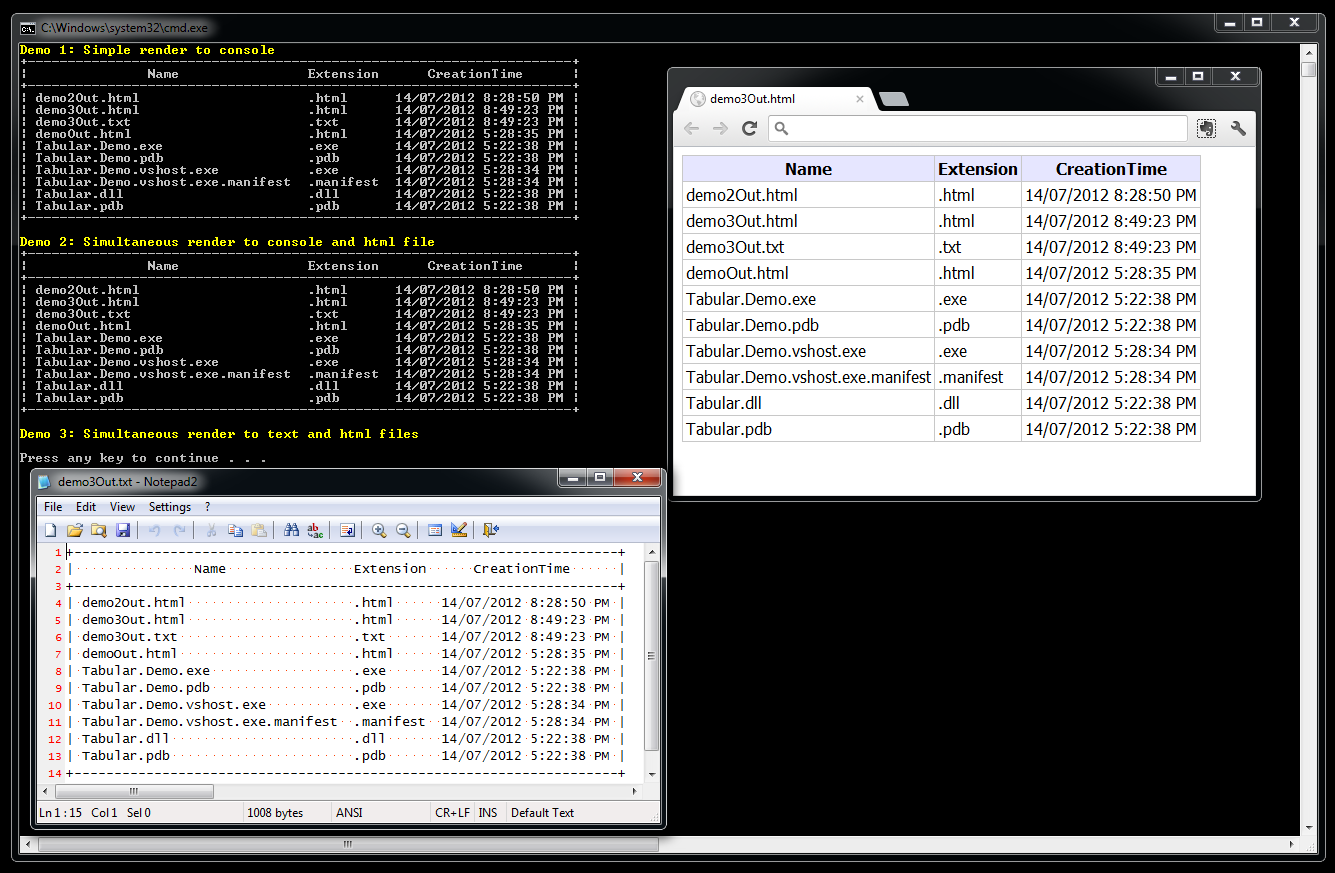 C:\Windows\system32\cmd.exe
Demo 1: Simple render to console
+---------------------------------------------------------------------+
¦ Name Extension CreationTime ¦
+---------------------------------------------------------------------+
¦ demo2Out.html .html 14/07/2012 8:28:50 PM ¦
¦ demo3Out.html .html 14/07/2012 8:49:23 PM ¦
¦ demo3Out.txt .txt 14/07/2012 8:49:23 PM ¦
¦ demoOut.html .html 14/07/2012 5:28:35 PM ¦
¦ Tabular.Demo.exe .exe 14/07/2012 5:22:38 PM ¦
¦ Tabular.Demo.pdb .pdb 14/07/2012 5:22:38 PM ¦
¦ Tabular.Demo.vshost.exe .exe 14/07/2012 5:28:34 PM ¦
¦ Tabular.Demo.vshost.exe.manifest .manifest 14/07/2012 5:28:34 PM ¦
¦ Tabular.dll .dll 14/07/2012 5:22:38 PM ¦
¦ Tabular.pdb .pdb 14/07/2012 5:22:38 PM ¦
+---------------------------------------------------------------------+
Demo 2: Simultaneous render to console and html file
+---------------------------------------------------------------------+
¦ Name Extension CreationTime ¦
+---------------------------------------------------------------------+
¦ demo2Out.html .html 14/07/2012 8:28:50 PM ¦
¦ demo3Out.html .html 14/07/2012 8:49:23 PM ¦
¦ demo3Out.txt .txt 14/07/2012 8:49:23 PM ¦
¦ demoOut.html .html 14/07/2012 5:28:35 PM ¦
¦ Tabular.Demo.exe .exe 14/07/2012 5:22:38 PM ¦
¦ Tabular.Demo.pdb .pdb 14/07/2012 5:22:38 PM ¦
¦ Tabular.Demo.vshost.exe .exe 14/07/2012 5:28:34 PM ¦
¦ Tabular.Demo.vshost.exe.manifest .manifest 14/07/2012 5:28:34 PM ¦
¦ Tabular.dll .dll 14/07/2012 5:22:38 PM ¦
¦ Tabular.pdb .pdb 14/07/2012 5:22:38 PM ¦
+---------------------------------------------------------------------+
Demo 3: Simultaneous render to text and html files
Press any key to continue . . .
demo3Out.html
Name Extension CreationTime
demo2Out.html .html 14/07/2012 8:28:50 PM
demo3Out.html .html 14/07/2012 8:49:23 PM
demo3Out.txt .txt 14/07/2012 8:49:23 PM
demoOut.html .html 14/07/2012 5:28:35 PM
Tabular.Demo.exe .exe 14/07/2012 5:22:38 PM
Tabular.Demo.pdb .pdb 14/07/2012 5:22:38 PM
Tabular.Demo.vshost.exe .exe 14/07/2012 5:28:34 PM
Tabular.Demo.vshost.exe.manifest .manifest 14/07/2012 5:28:34 PM
Tabular.dll .dll 14/07/2012 5:22:38 PM
Tabular.pdb .pdb 14/07/2012 5:22:38 PM
demo3Out.txt - Notepad2
File Edit View Settings ?
1 +--------------------------------------------------------------------+
2 | Name Extension CreationTime |
3 +--------------------------------------------------------------------+
4 | demo2Out.html .html 14/07/2012 8:28:50 PM |
5 | demo3Out.html .html 14/07/2012 8:49:23 PM |
6 | demo3Out.txt .txt 14/07/2012 8:49:23 PM |
7 | demoOut.html .html 14/07/2012 5:28:35 PM |
8 | Tabular.Demo.exe .exe 14/07/2012 5:22:38 PM |
9 | Tabular.Demo.pdb .pdb 14/07/2012 5:22:38 PM |
10 | Tabular.Demo.vshost.exe .exe 14/07/2012 5:28:34 PM |
11 | Tabular.Demo.vshost.exe.manifest .manifest 14/07/2012 5:28:34 PM |
12 | Tabular.dll .dll 14/07/2012 5:22:38 PM |
13 | Tabular.pdb .pdb 14/07/2012 5:22:38 PM |
14 +--------------------------------------------------------------------+
Ln 1 : 15 Col 1 Sel 0 1008 bytes ANSI CR+LF INS Default Text